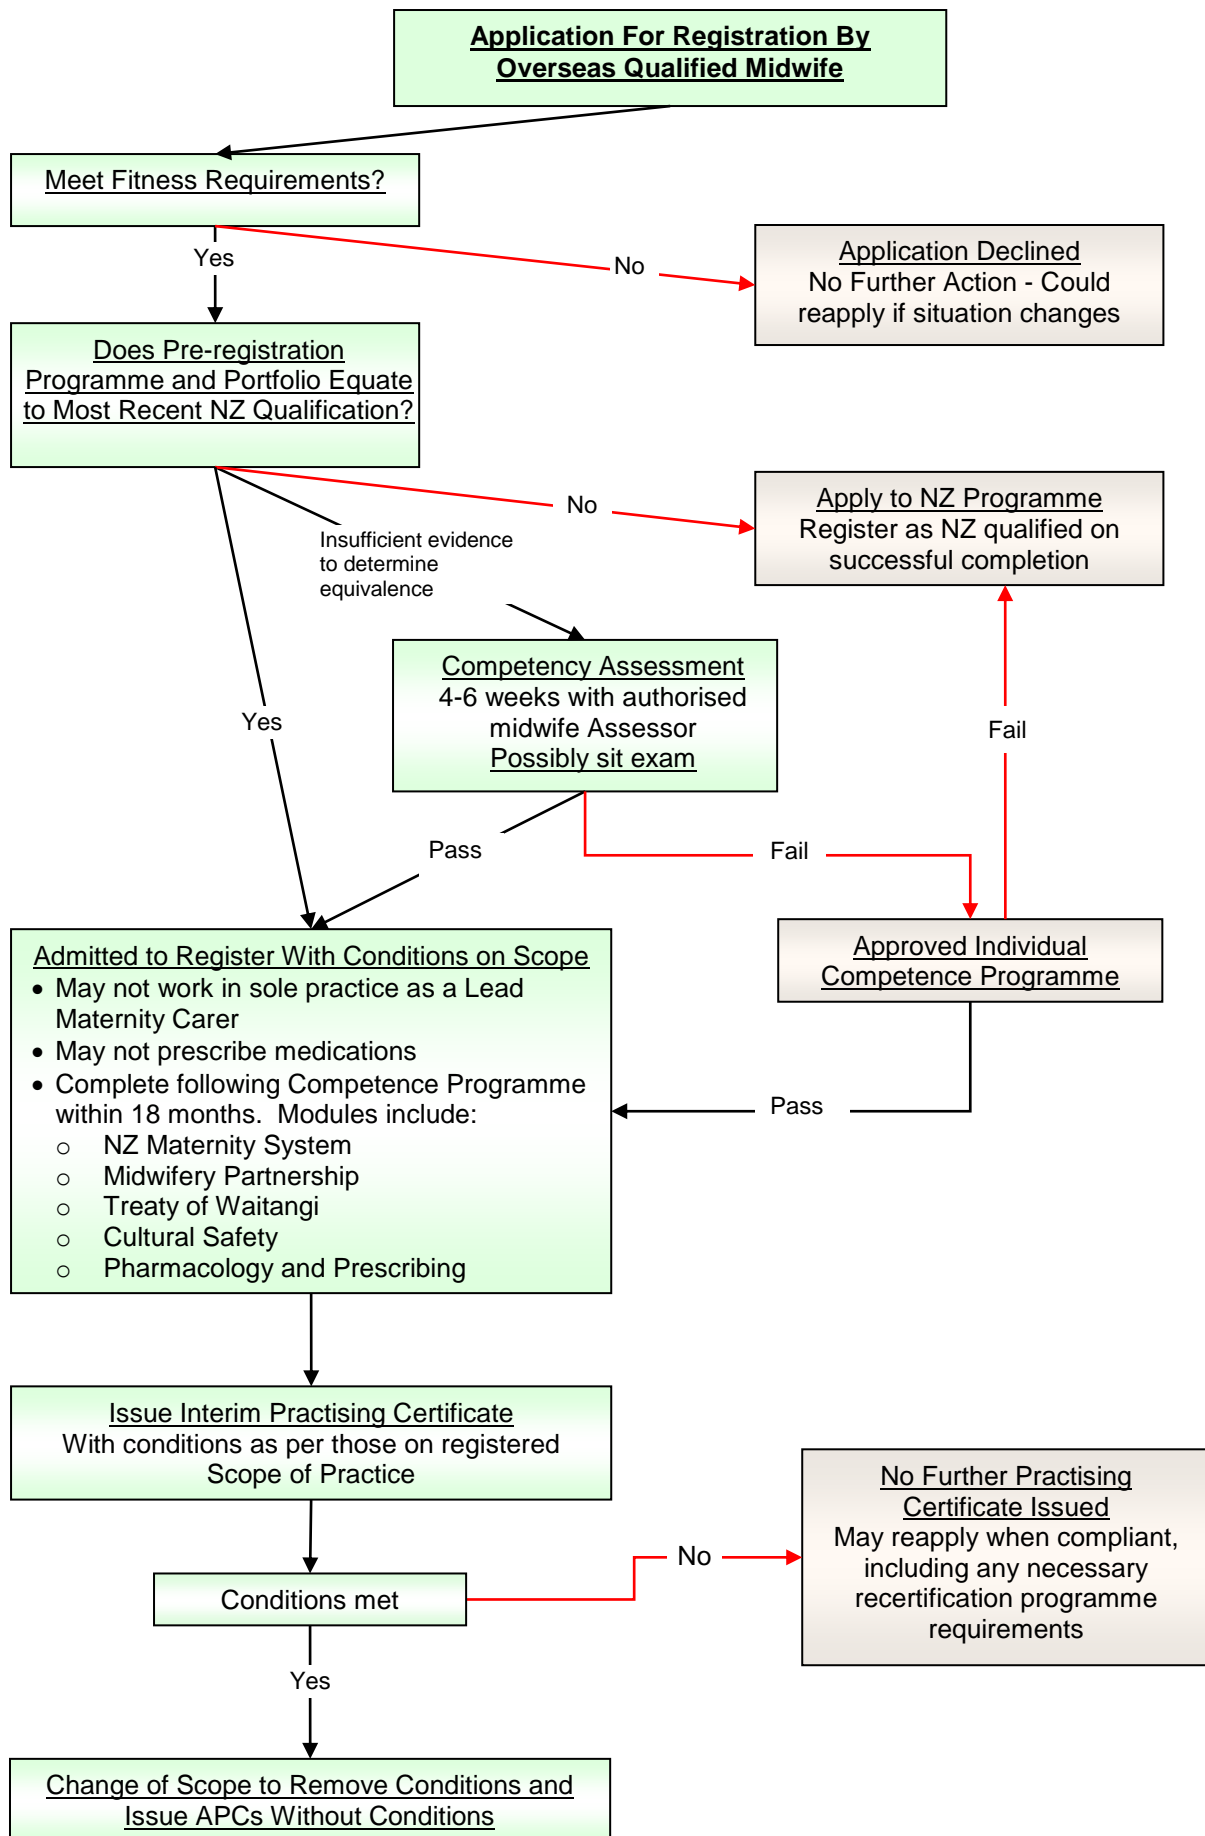 Application For Registration By
Overseas Qualified Midwife
Meet Fitness Requirements?
Yes
No
Application Declined
No Further Action - Could
reapply if situation changes
Does Pre-registration
Programme and Portfolio Equate
to Most Recent NZ Qualification?
No
Apply to NZ Programme
Register as NZ qualified on
successful completion
Insufficient evidence
to determine
equivalence
Competency Assessment
4-6 weeks with authorised
midwife Assessor
Possibly sit exam
Yes
Fail
Pass
Fail
Approved Individual
Competence Programme
Admitted to Register With Conditions on Scope
• May not work in sole practice as a Lead
Maternity Carer
• May not prescribe medications
• Complete following Competence Programme
within 18 months.  Modules include:
o NZ Maternity System
o Midwifery Partnership
o Treaty of Waitangi
o Cultural Safety
o Pharmacology and Prescribing
Pass
Issue Interim Practising Certificate
With conditions as per those on registered
Scope of Practice
No Further Practising
Certificate Issued
May reapply when compliant,
including any necessary
recertification programme
requirements
No
Conditions met
Yes
Change of Scope to Remove Conditions and
Issue APCs Without Conditions